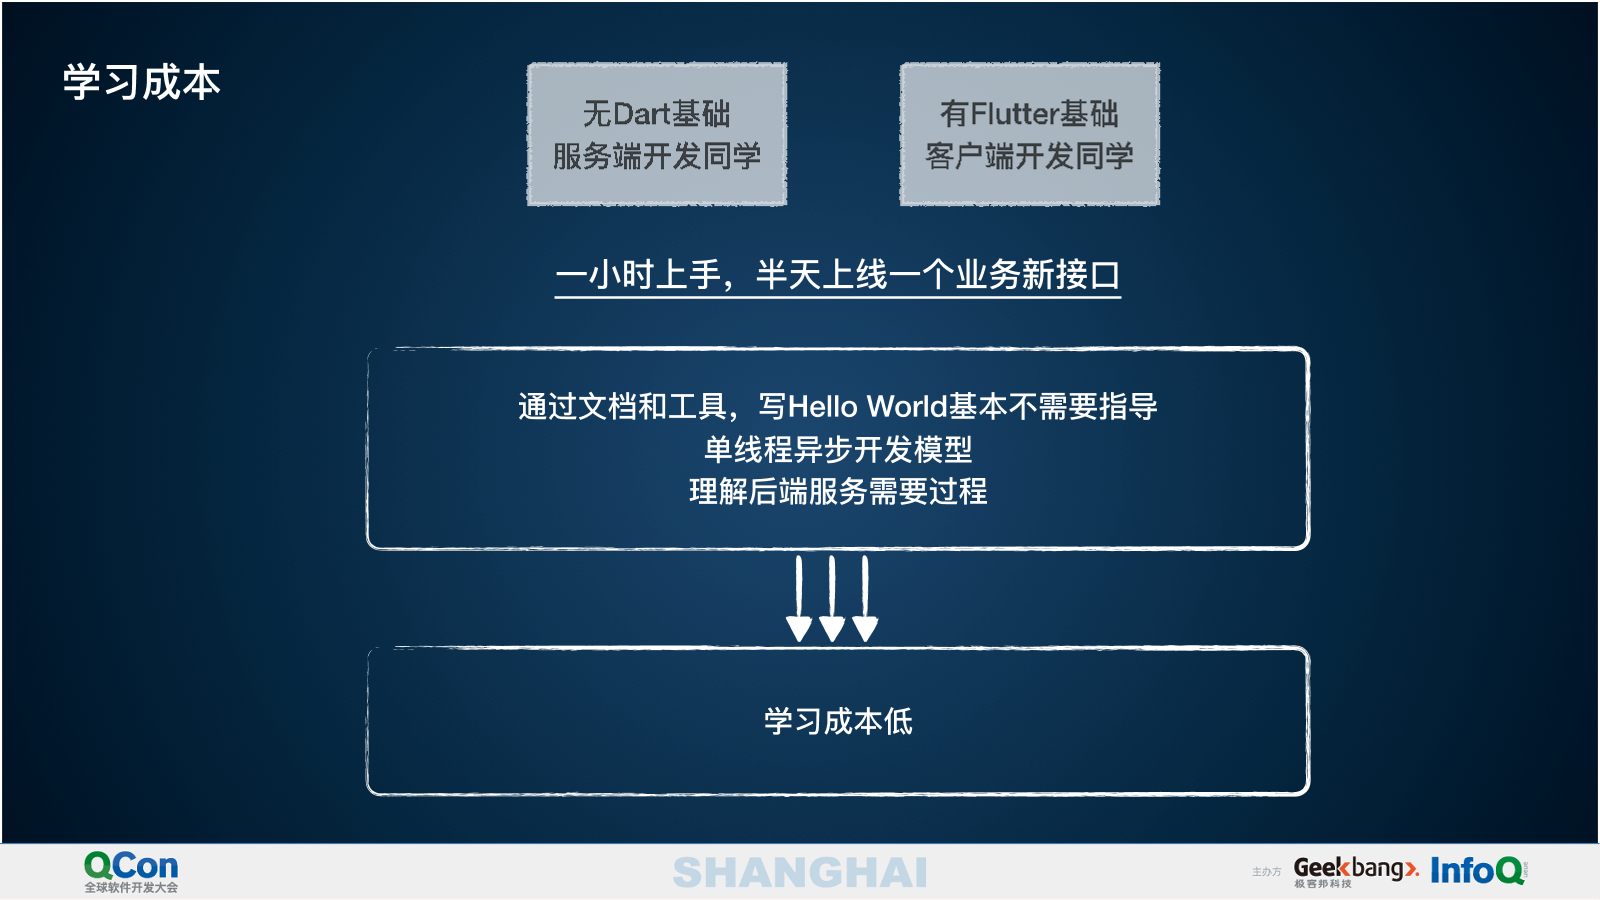 学习成本
无Dart基础
服务端开发同学
有Flutter基础
客户端开发同学
一小时上手，半天上线一个业务新接口
通过文档和工具，写Hello World基本不需要指导
单线程异步开发模型
理解后端服务需要过程
学习成本低
QCon
全球软件开发大会
SHANGHAI
主办方
Geekbang>.
极客邦科技
InfoQ